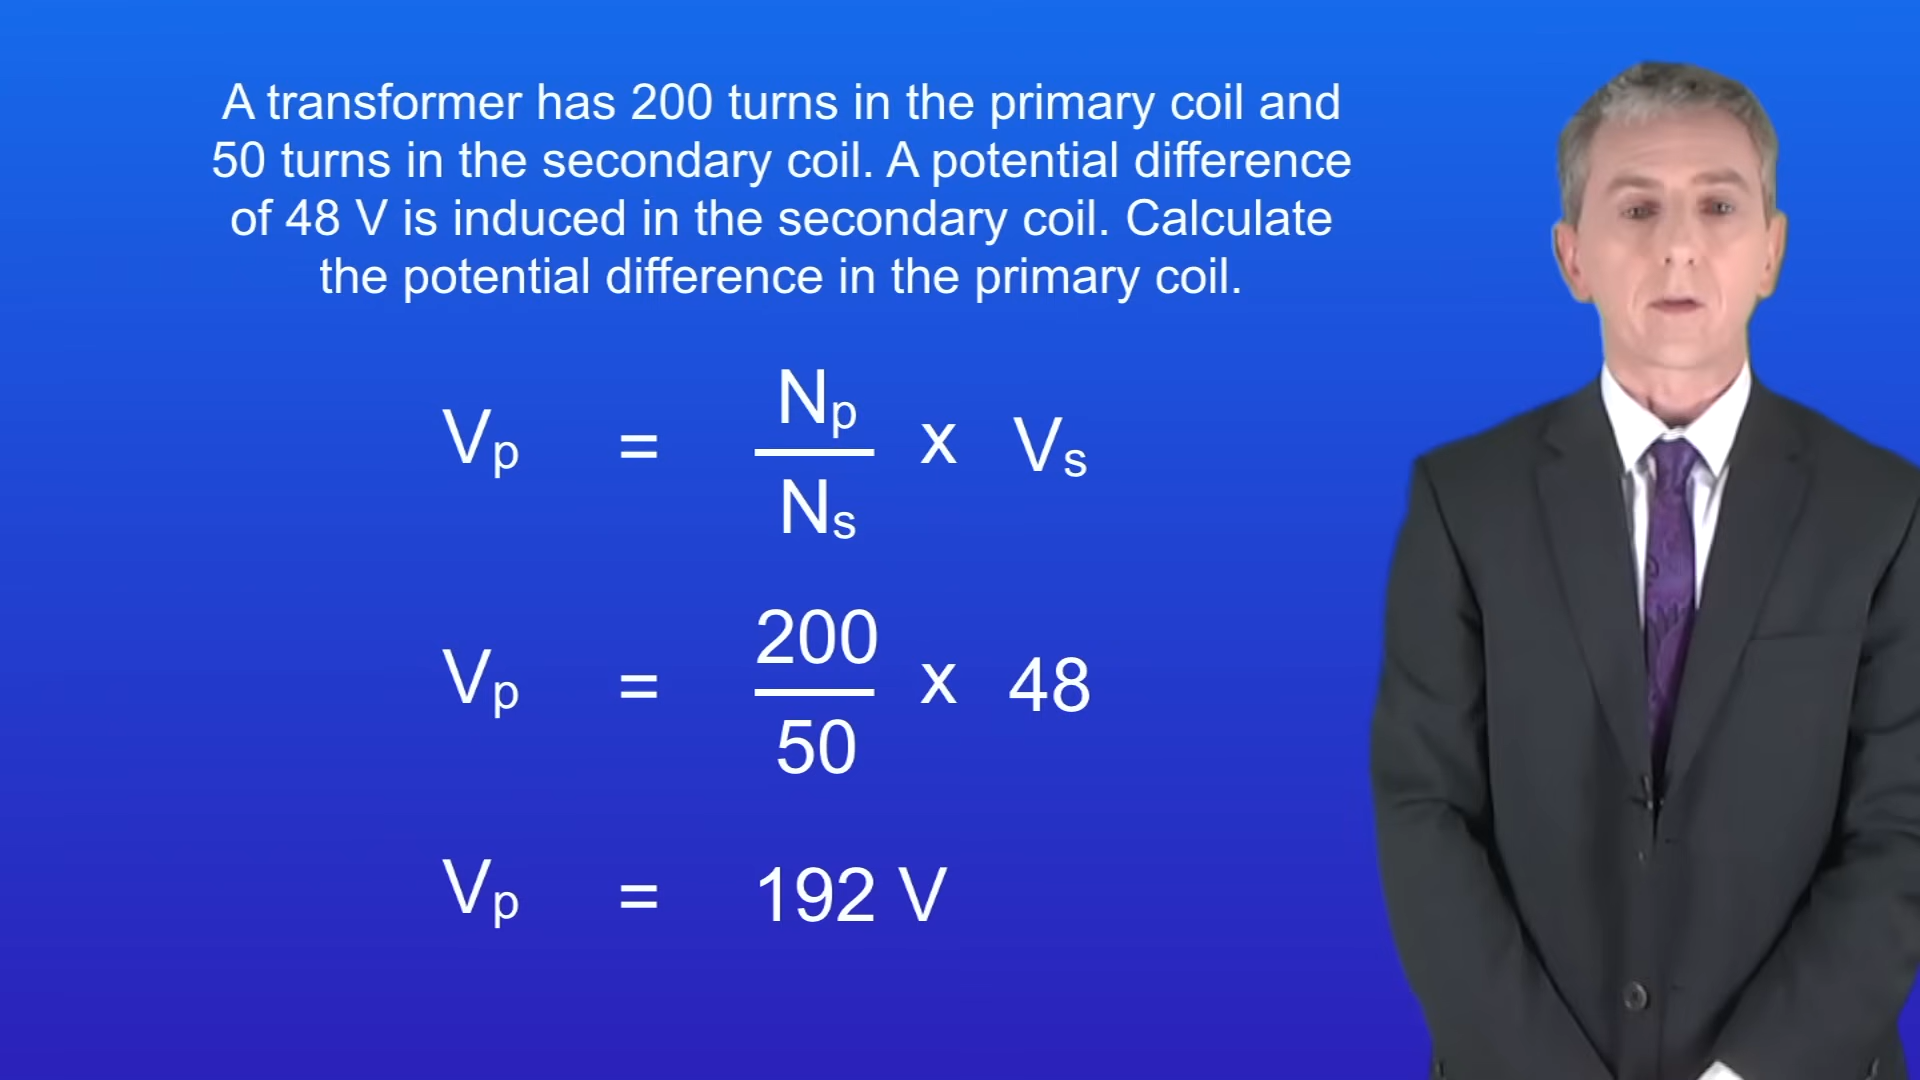 A transformer has 200 turns in the primary coil and
50 turns in the secondary coil. A potential difference
of 48 V is induced in the secondary coil. Calculate
the potential difference in the primary coil.
Vp = Np / Ns x Vs
Vp = 200 / 50 x 48
Vp = 192 V